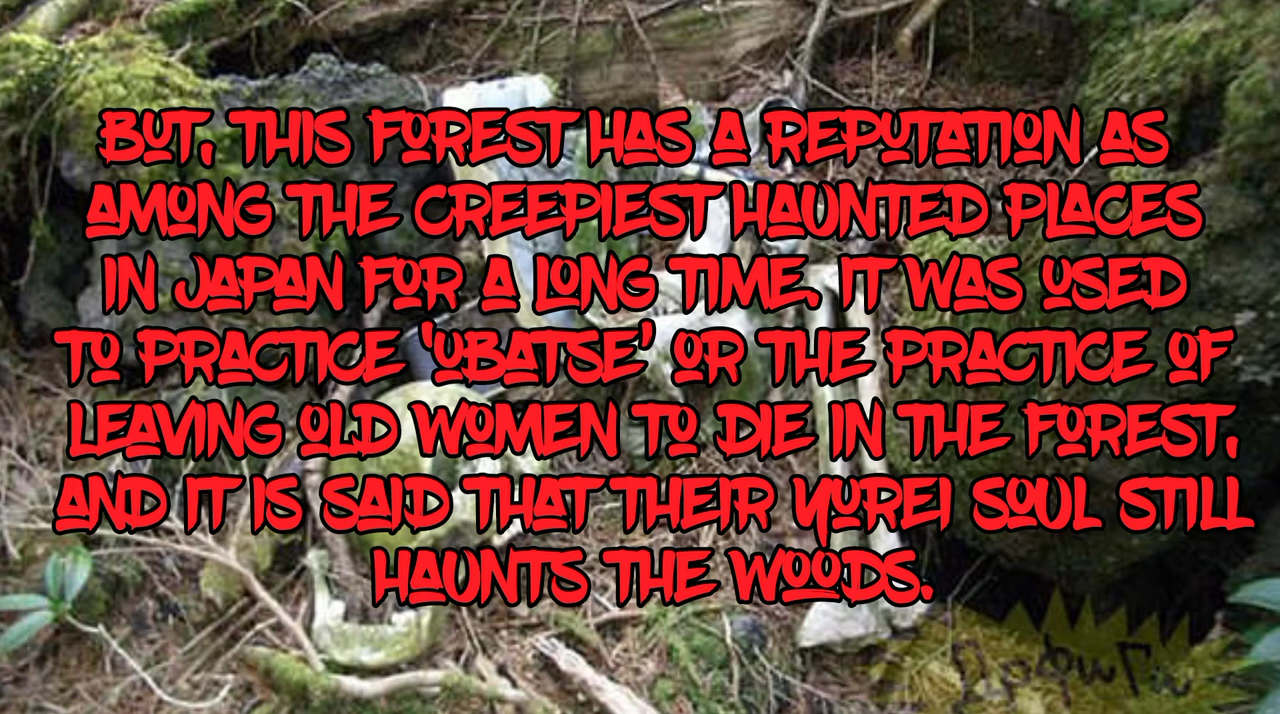 BUT, THIS FOREST HAS A REPUTATION AS
AMONG THE CREEPIEST HAUNTED PLACES
IN JAPAN FOR A LONG TIME. IT WAS USED
TO PRACTICE 'UBATSE' OR THE PRACTICE OF
LEAVING OLD WOMEN TO DIE IN THE FOREST,
AND IT IS SAID THAT THEIR YUREI SOUL STILL
HAUNTS THE WOODS.